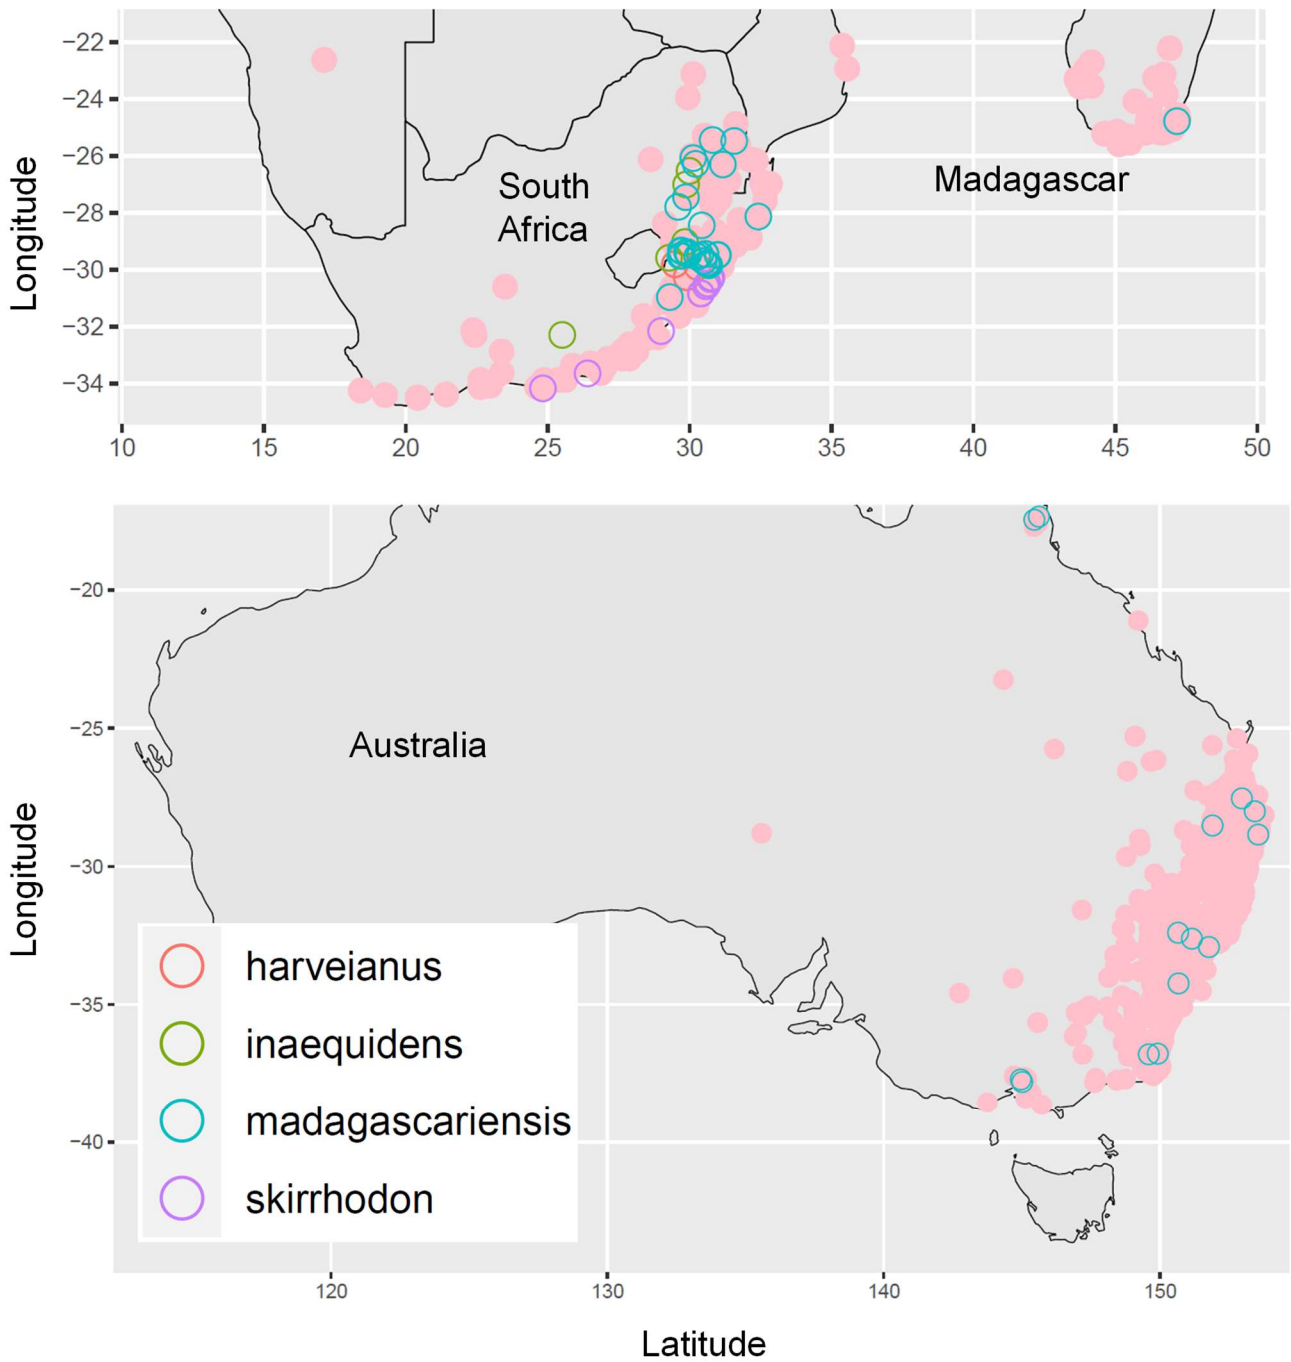 −22
−24
−26
−28
−30
−32
−34
Longitude
South
Africa
Madagascar
10 15 20 25 30 35 40 45 50
−20
−25
−30
−35
−40
Longitude
Australia
harveianus
inaequidens
madagascariensis
skirrhodon
120 130 140 150
Latitude